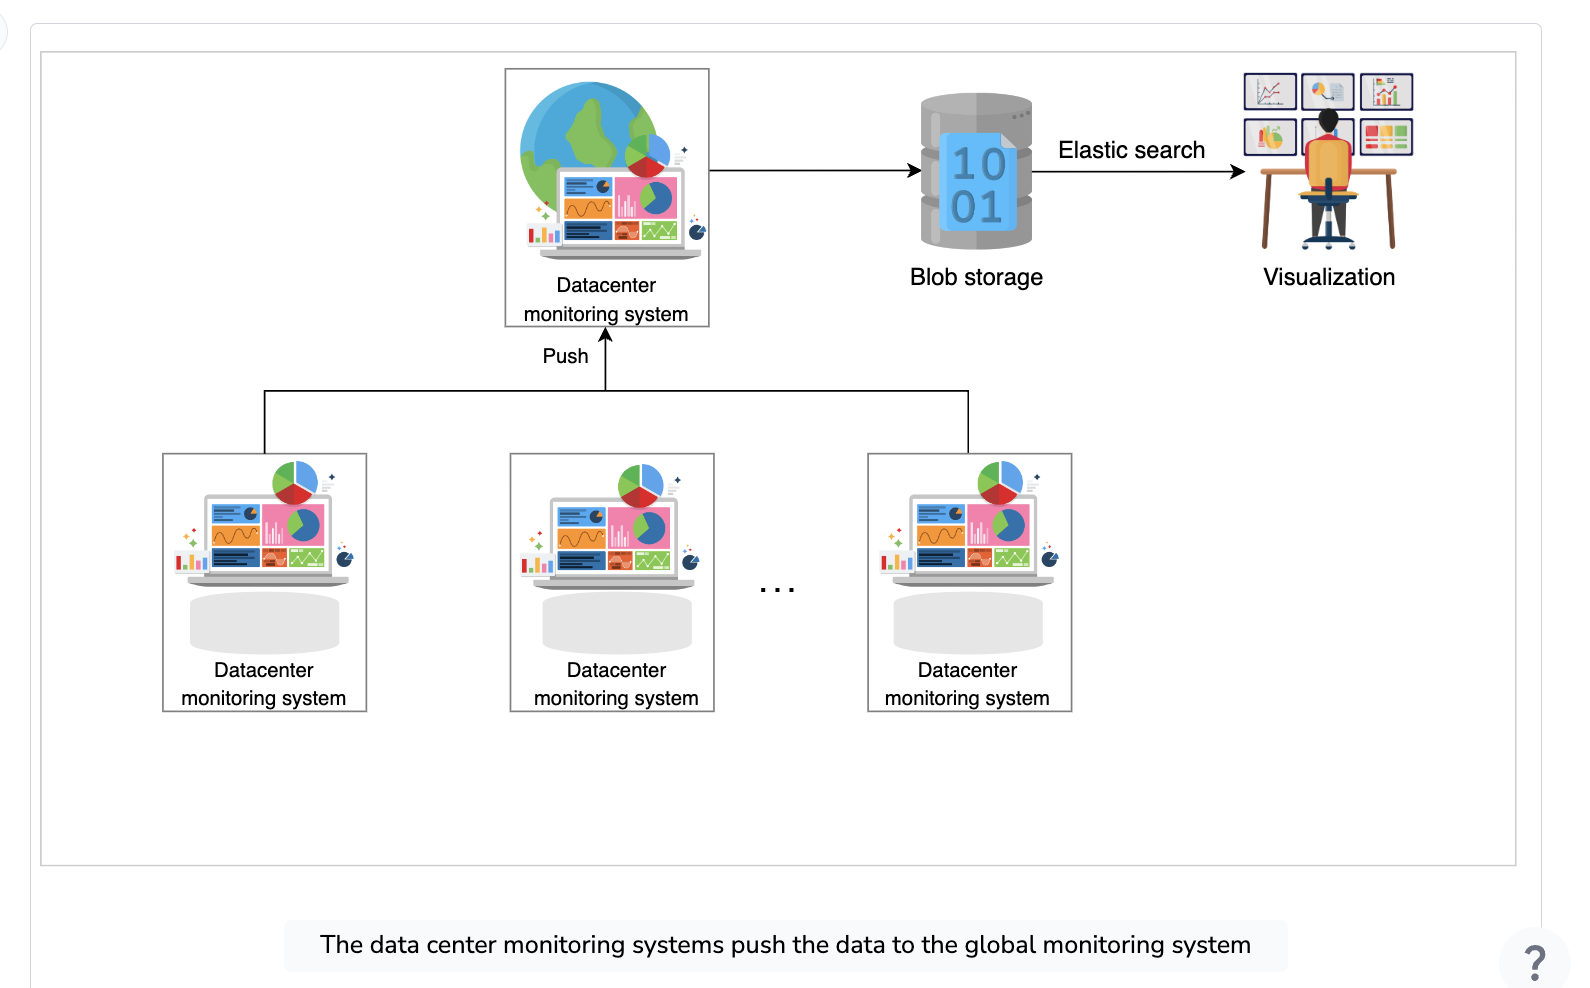 Datacenter
monitoring system
10
01
Blob storage
Elastic search
Visualization
Push
Datacenter
monitoring system
Datacenter
monitoring system
...
Datacenter
monitoring system
The data center monitoring systems push the data to the global monitoring system
?